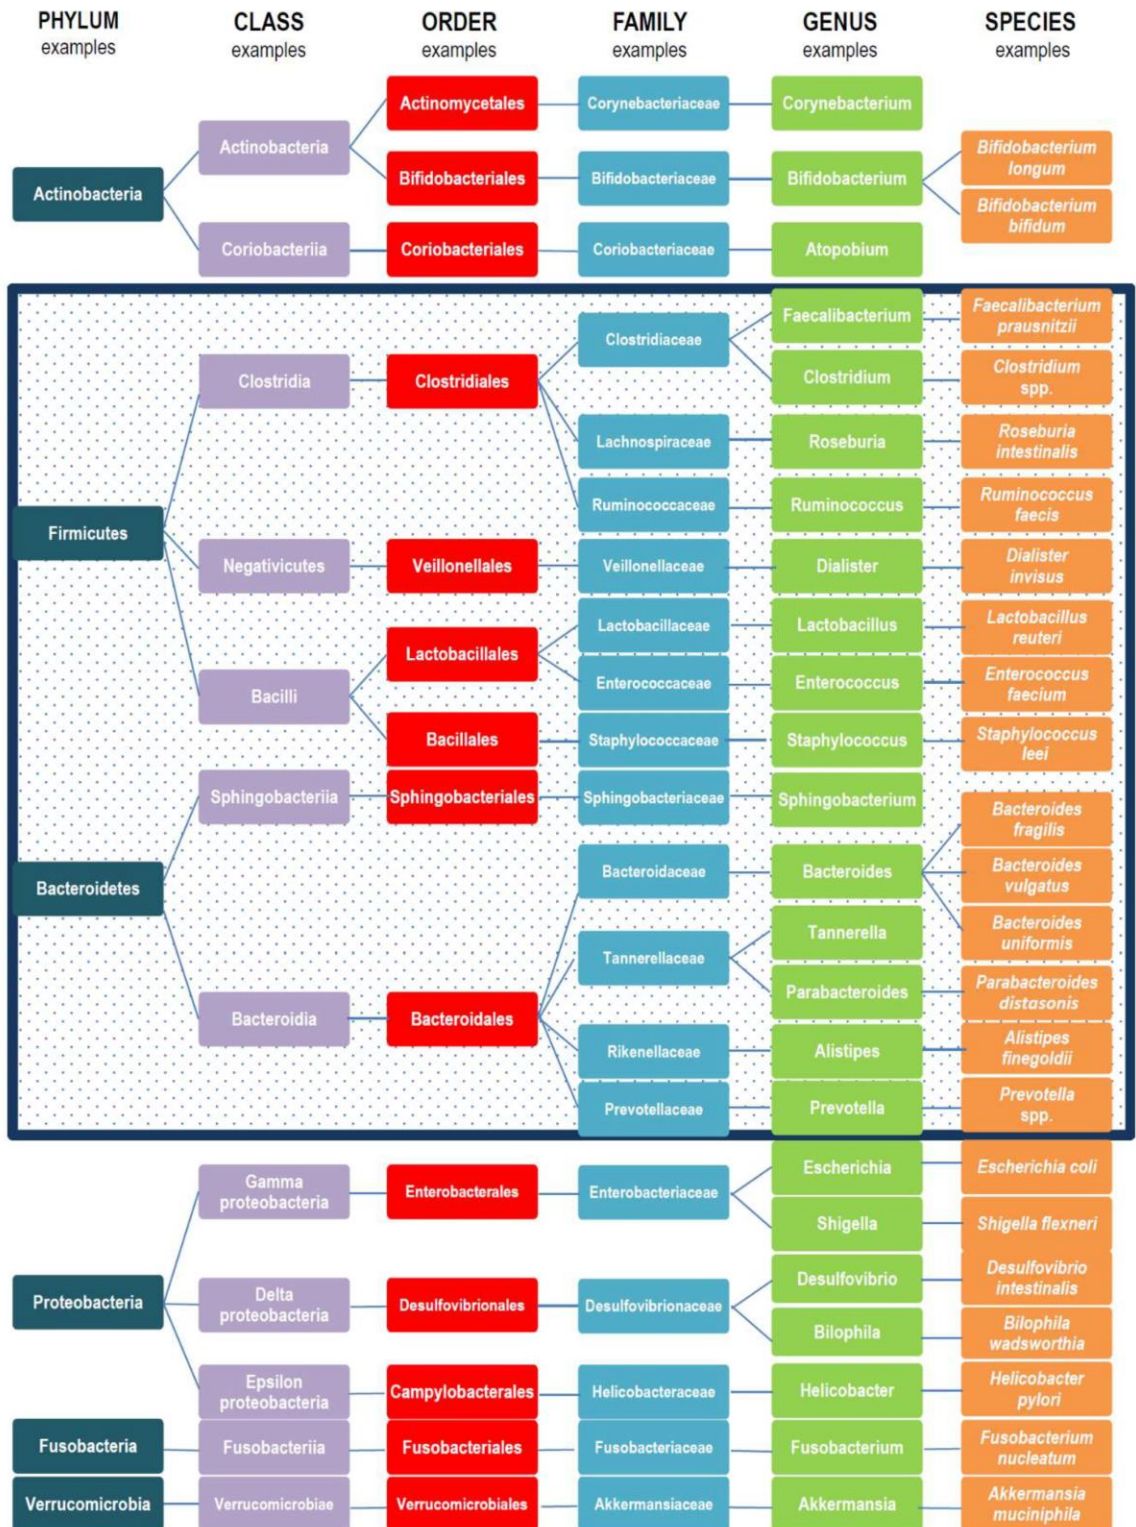 PHYLUM
examples
CLASS
examples
ORDER
examples
FAMILY
examples
GENUS
examples
SPECIES
examples
Actinobacteria
Actinobacteria
Actinomycetales
Corynebacteriaceae
Corynebacterium
Bifidobacteriales
Bifidobacteriaceae
Bifidobacterium
Bifidobacterium
longum
Bifidobacterium
bifidum
Coriobacteriia
Coriobacteriales
Coriobacteriaceae
Atopobium
Firmicutes
Clostridia
Clostridiales
Clostridiaceae
Faecalibacterium
Faecalibacterium
prausnitzii
Clostridium
Clostridium
spp.
Lachnospiraceae
Roseburia
Roseburia
intestinalis
Ruminococcaceae
Ruminococcus
Ruminococcus
faecis
Negativicutes
Veillonellales
Veillonellaceae
Dialister
Dialister
invisus
Bacilli
Lactobacillales
Lactobacillaceae
Lactobacillus
Lactobacillus
reuteri
Enterococcaceae
Enterococcus
Enterococcus
faecium
Bacillales
Staphylococcaceae
Staphylococcus
Staphylococcus
leei
Bacteroidetes
Sphingobacteriia
Sphingobacteriales
Sphingobacteriaceae
Sphingobacterium
Bacteroidia
Bacteroidales
Bacteroidaceae
Bacteroides
Bacteroides
fragilis
Bacteroides
vulgatus
Bacteroides
uniformis
Tannerellaceae
Tannerella
Parabacteroides
Parabacteroides
distasonis
Rikenellaceae
Alistipes
Alistipes
finegoldii
Prevotellaceae
Prevotella
Prevotella
spp.
Proteobacteria
Gamma
proteobacteria
Enterobacterales
Enterobacteriaceae
Escherichia
Escherichia coli
Shigella
Shigella flexneri
Delta
proteobacteria
Desulfovibrionales
Desulfovibrionaceae
Desulfovibrio
Desulfovibrio
intestinalis
Bilophila
Bilophila
wadsworthia
Epsilon
proteobacteria
Campylobacterales
Helicobacteraceae
Helicobacter
Helicobacter
pylori
Fusobacteria
Fusobacteriia
Fusobacteriales
Fusobacteriaceae
Fusobacterium
Fusobacterium
nucleatum
Verrucomicrobia
Verrucomicrobiae
Verrucomicrobiales
Akkermansiaceae
Akkermansia
Akkermansia
muciniphila